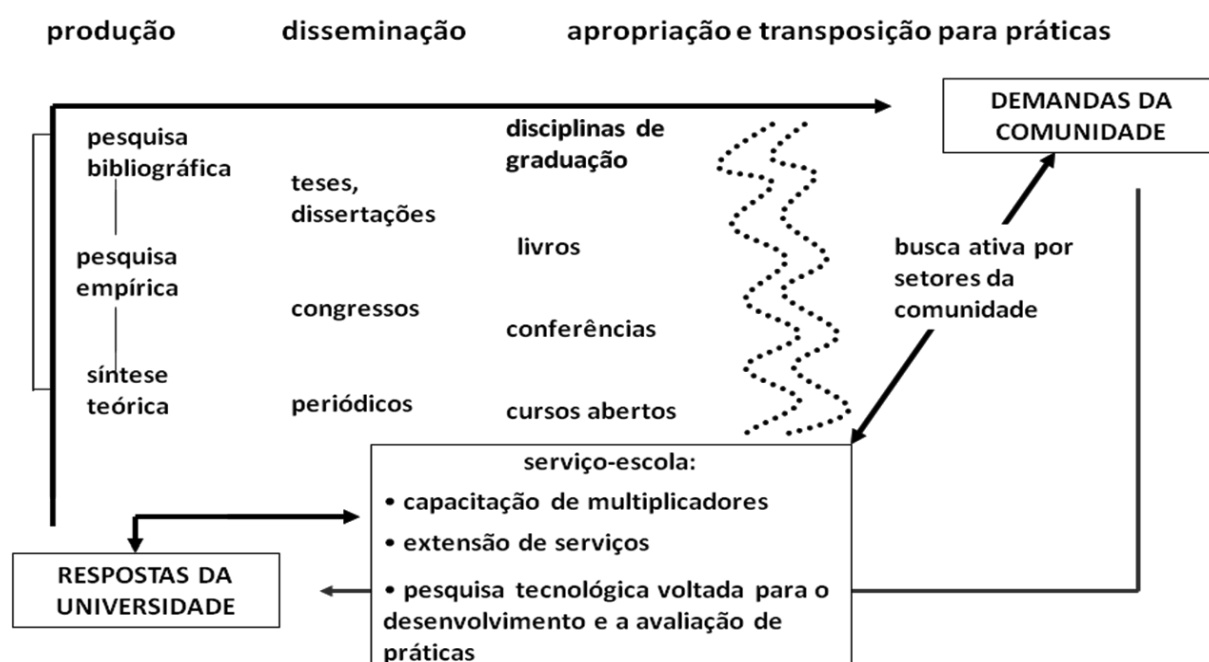 produção
disseminação
apropriação e transposição para práticas
DEMANDAS DA
COMUNIDADE
pesquisa
bibliográfica
pesquisa
empírica
síntese
teórica
teses,
dissertações
congressos
periódicos
disciplinas de
graduação
livros
conferências
cursos abertos
busca ativa por
setores da
comunidade
serviço-escola:
• capacitação de multiplicadores
• extensão de serviços
• pesquisa tecnológica voltada para o
desenvolvimento e a avaliação de
práticas
RESPOSTAS DA
UNIVERSIDADE